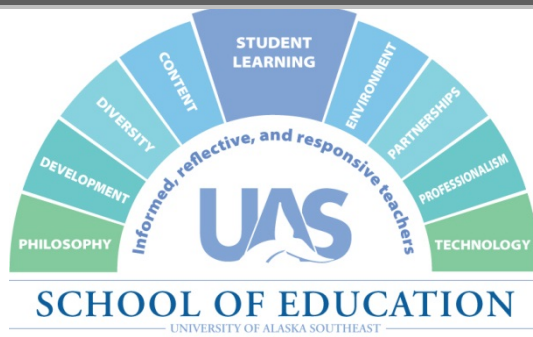 STUDENT
LEARNING
CONTENT
ENVIRONMENT
DIVERSITY
PARTNERSHIPS
DEVELOPMENT
PROFESSIONALISM
PHILOSOPHY
TECHNOLOGY
Informed, reflective, and responsive teachers
UAS
SCHOOL OF EDUCATION
UNIVERSITY OF ALASKA SOUTHEAST